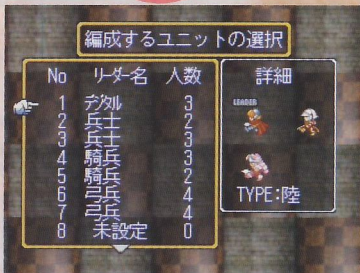 編成するユニットの選択
No リーダー名 人数
1 デタル 3
2 兵士 2
3 兵士 3
4 騎兵 3
5 騎兵 2
6 弓兵 4
7 弓兵 4
8 未設定 0
詳細
LEADER
TYPE:陸